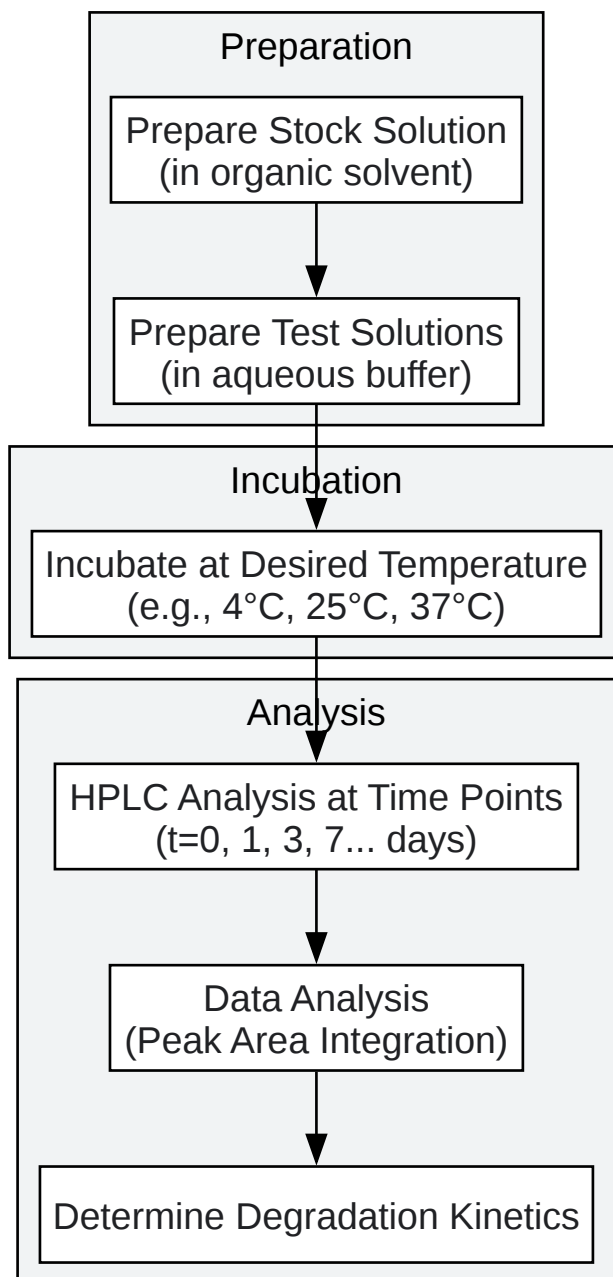 Preparation
Prepare Stock Solution
(in organic solvent)
Prepare Test Solutions
(in aqueous buffer)
Incubation
Incubate at Desired Temperature
(e.g., 4°C, 25°C, 37°C)
Analysis
HPLC Analysis at Time Points
(t=0, 1, 3, 7... days)
Data Analysis
(Peak Area Integration)
Determine Degradation Kinetics